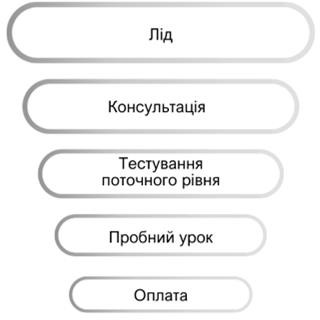 Лід
Консультація
Тестування
поточного рівня
Пробний урок
Оплата